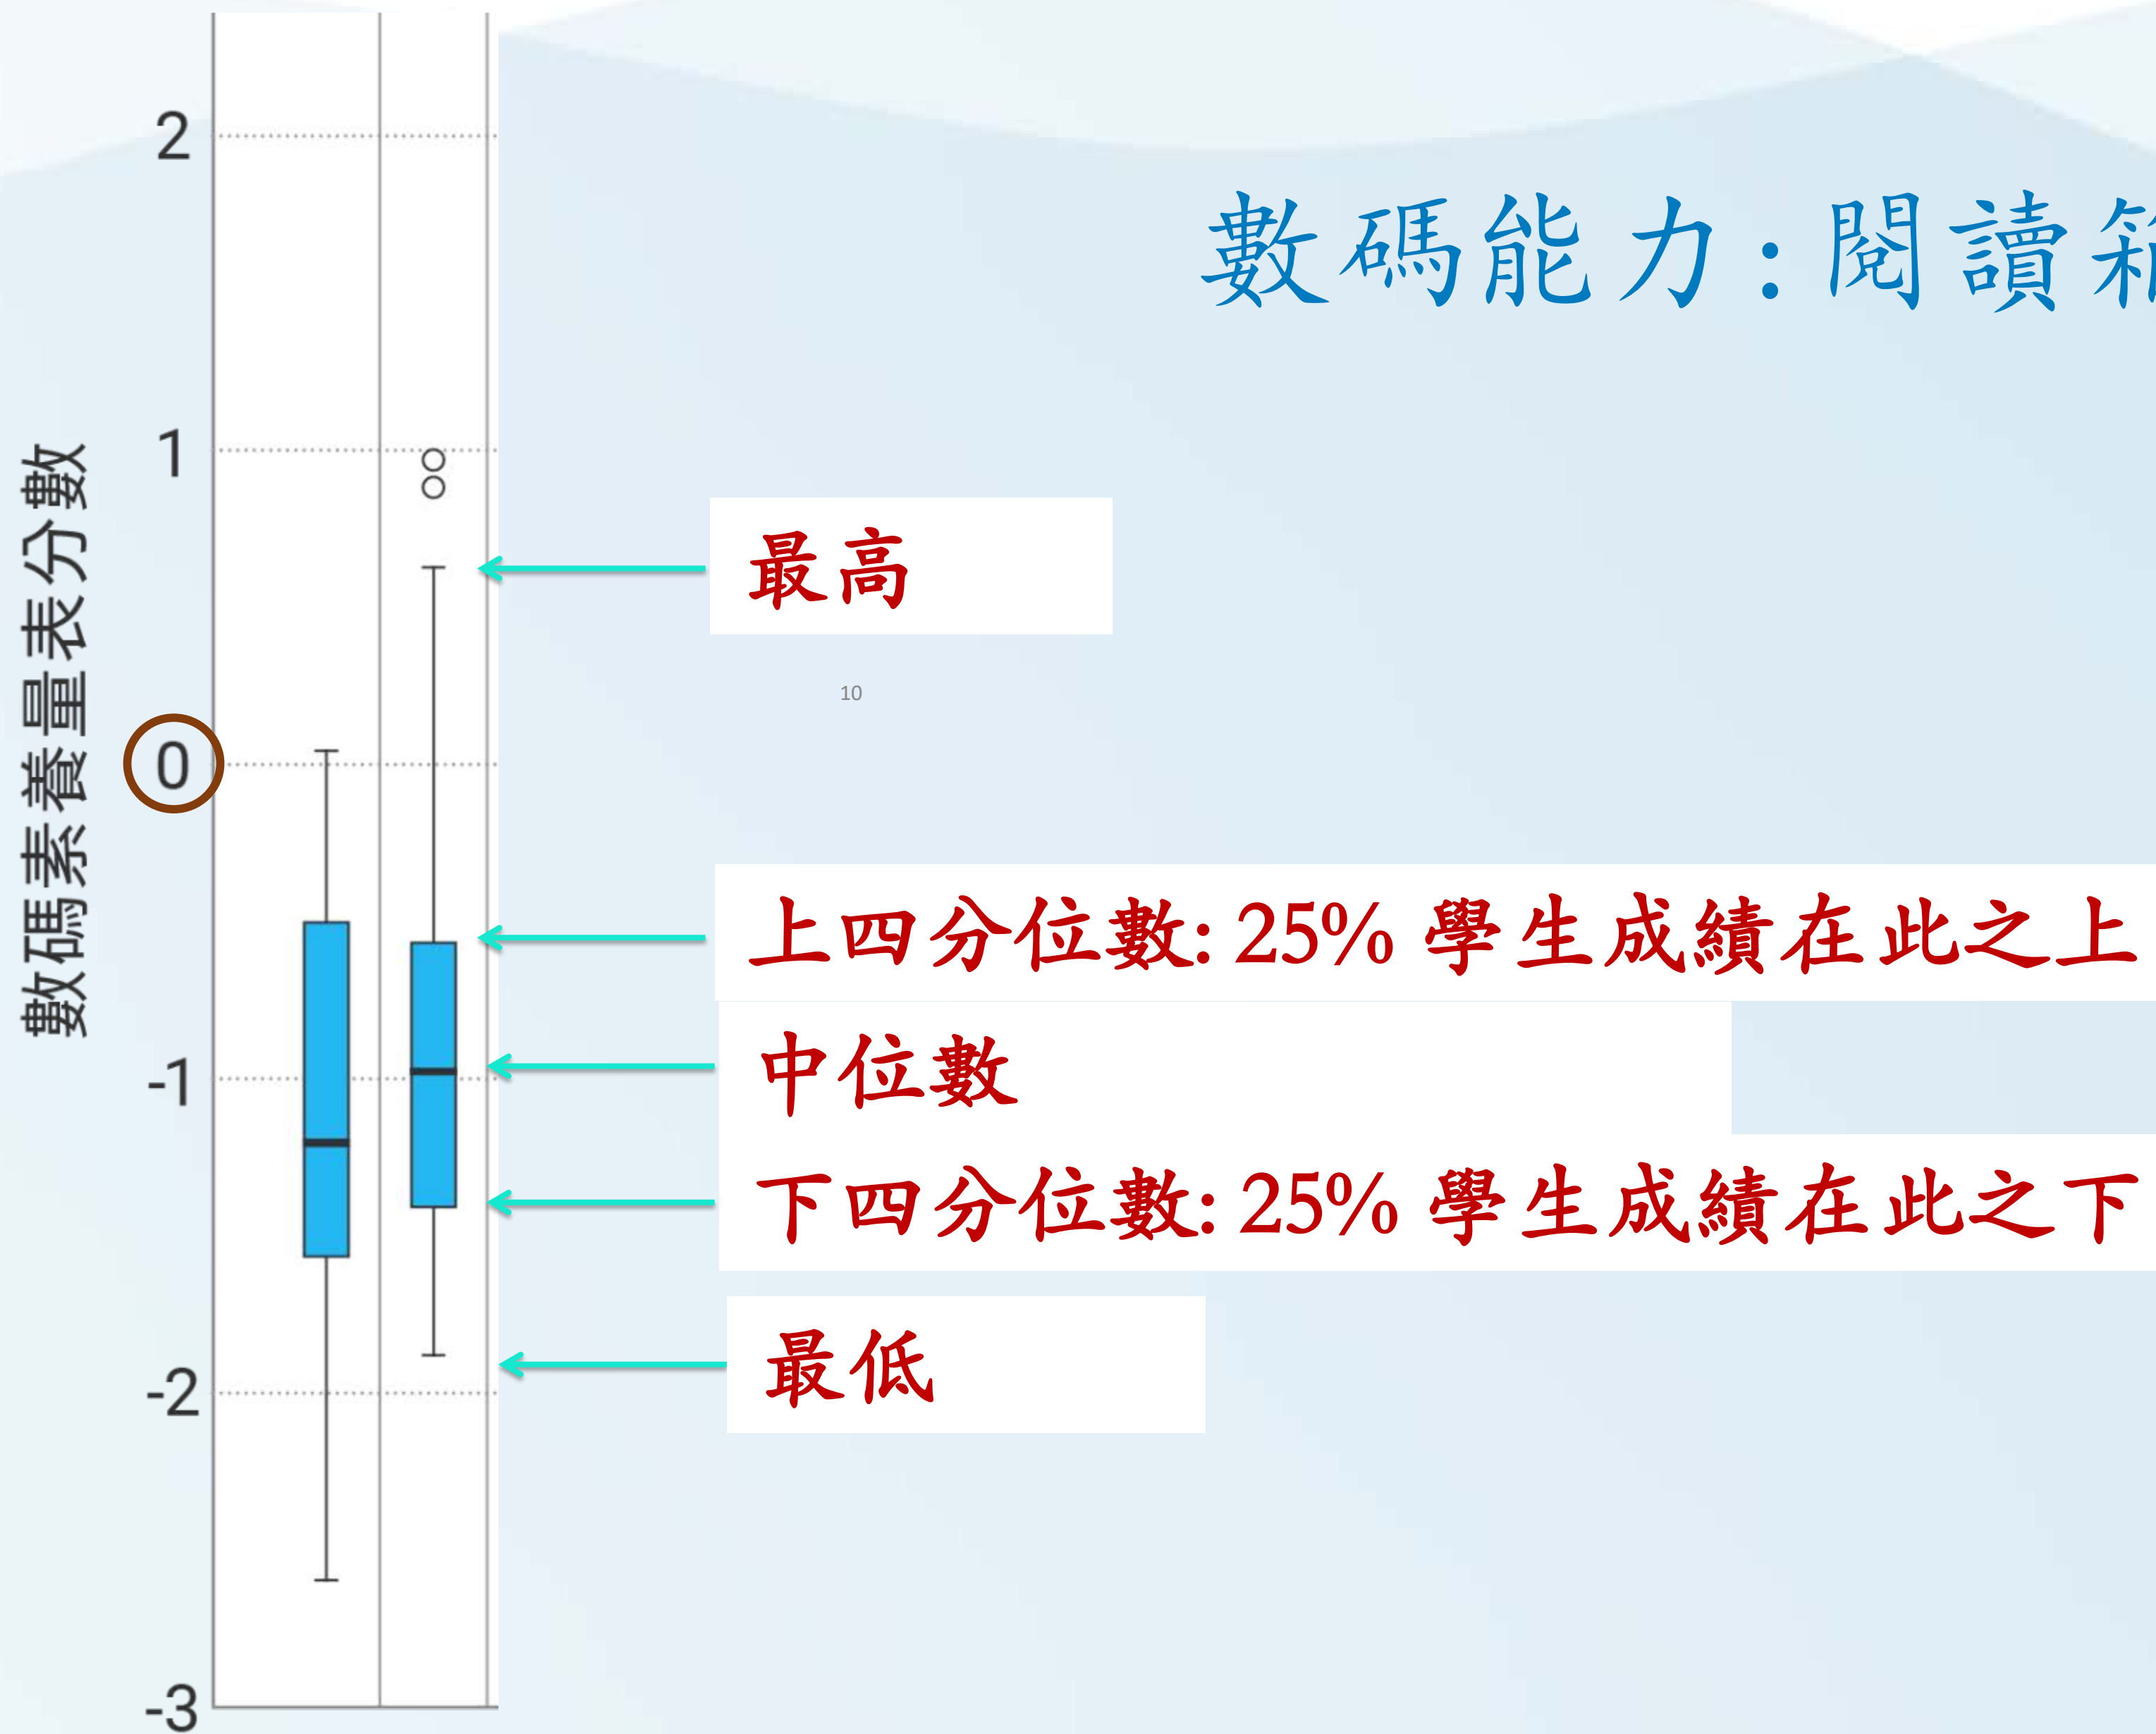 數碼能力:閱讀
數碼素養量表分數
2
1
0
-1
-2
-3
最高
10
上四分位數: 25% 學生成績在此之上
中位數
下四分位數: 25% 學生成績在此之下
最低